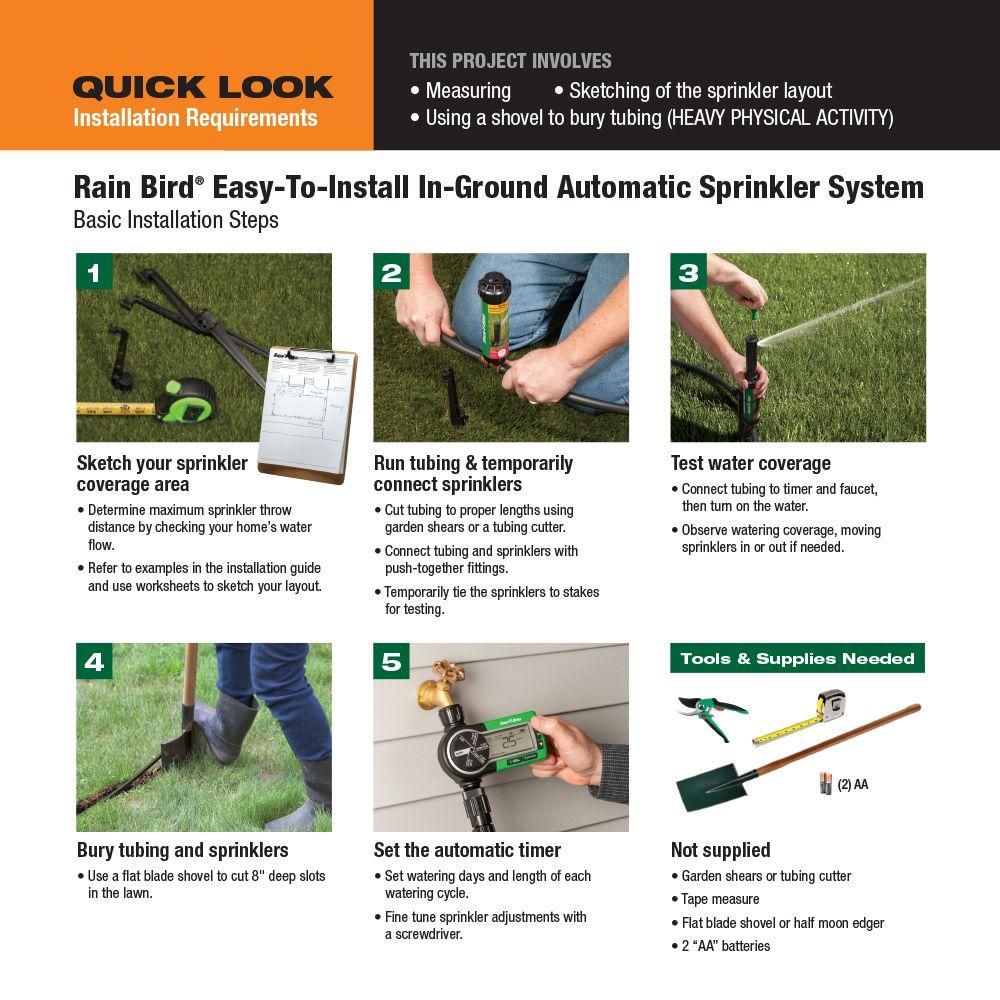 QUICK LOOK
Installation Requirements
THIS PROJECT INVOLVES
• Measuring • Sketching of the sprinkler layout
• Using a shovel to bury tubing (HEAVY PHYSICAL ACTIVITY)
Rain Bird® Easy-To-Install In-Ground Automatic Sprinkler System
Basic Installation Steps
1
Sketch your sprinkler
coverage area
• Determine maximum sprinkler throw
distance by checking your home's water
flow.
• Refer to examples in the installation guide
and use worksheets to sketch your layout.
2
Run tubing & temporarily
connect sprinklers
• Cut tubing to proper lengths using
garden shears or a tubing cutter.
• Connect tubing and sprinklers with
push-together fittings.
• Temporarily tie the sprinklers to stakes
for testing.
3
Test water coverage
• Connect tubing to timer and faucet,
then turn on the water.
• Observe watering coverage, moving
sprinklers in or out if needed.
4
Bury tubing and sprinklers
• Use a flat blade shovel to cut 8" deep slots
in the lawn.
5
Rain Bird
Set the automatic timer
• Set watering days and length of each
watering cycle.
• Fine tune sprinkler adjustments with
a screwdriver.
Tools & Supplies Needed
(2) AA
Not supplied
• Garden shears or tubing cutter
• Tape measure
• Flat blade shovel or half moon edger
• 2 “AA” batteries